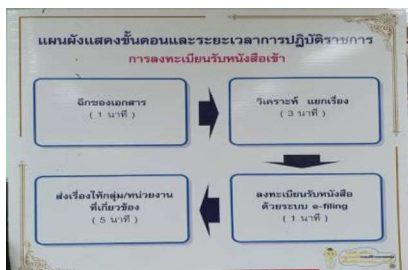 แผนผังแสดงขั้นตอนและระยะเวลาการปฏิบัติราชการ
การลงทะเบียนรับหนังสือเข้า
ฉีกซองเอกสาร
( 1 นาที )
วิเคราะห์ แยกเรื่อง
( 3 นาที )
ลงทะเบียนรับหนังสือ
ด้วยระบบ e-filing
( 1 นาที )
ส่งเรื่องให้กลุ่ม/หน่วยงาน
ที่เกี่ยวข้อง
( 5 นาที )